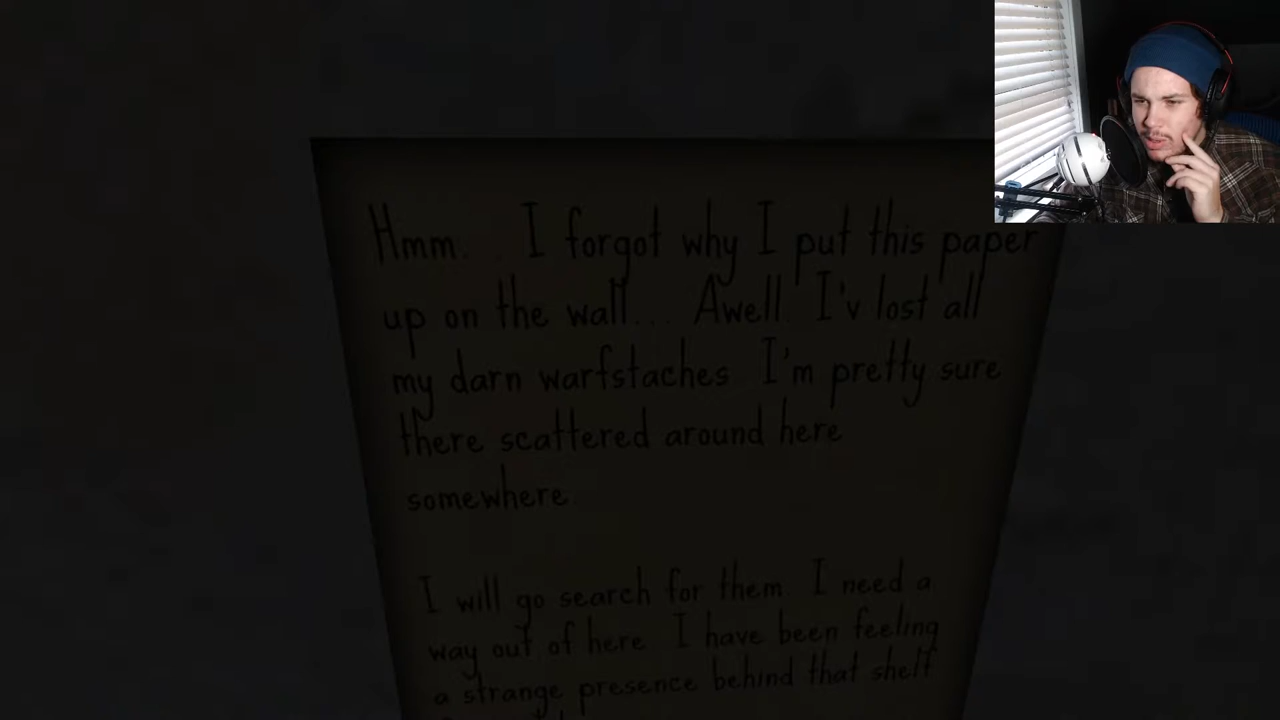 Hmm... I forgot why I put this paper
up on the wall... Awell. I'v lost all
my darn warfstaches. I'm pretty sure
there scattered around here
somewhere
I will go search for them. I need a
way out of here. I have been feeling
a strange presence behind that shelf